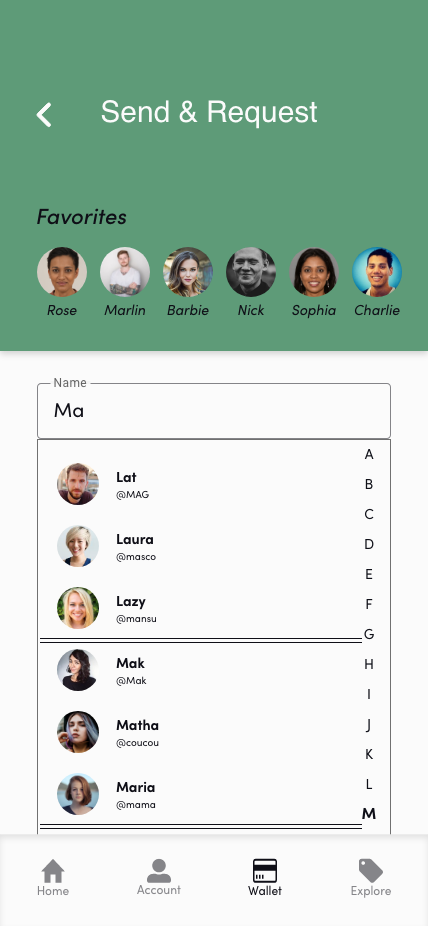 Send & Request
Favorites
Rose Marlin Barbie Nick Sophia Charlie
Name
Ma
Lat
@MAG
Laura
@masco
Lazy
@mansu
Mak
@Mak
Matha
@coucou
Maria
@mama
A
B
C
D
E
F
G
H
I
J
K
L
M
Home Account Wallet Explore